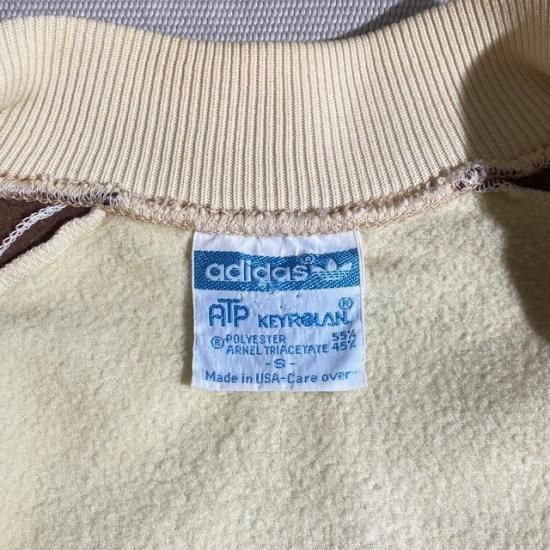 adidas®
ATP KEYROLAN®
® POLYESTER 55%
ARNEL TRIACETATE 45%
-S-
Made in USA-Care over